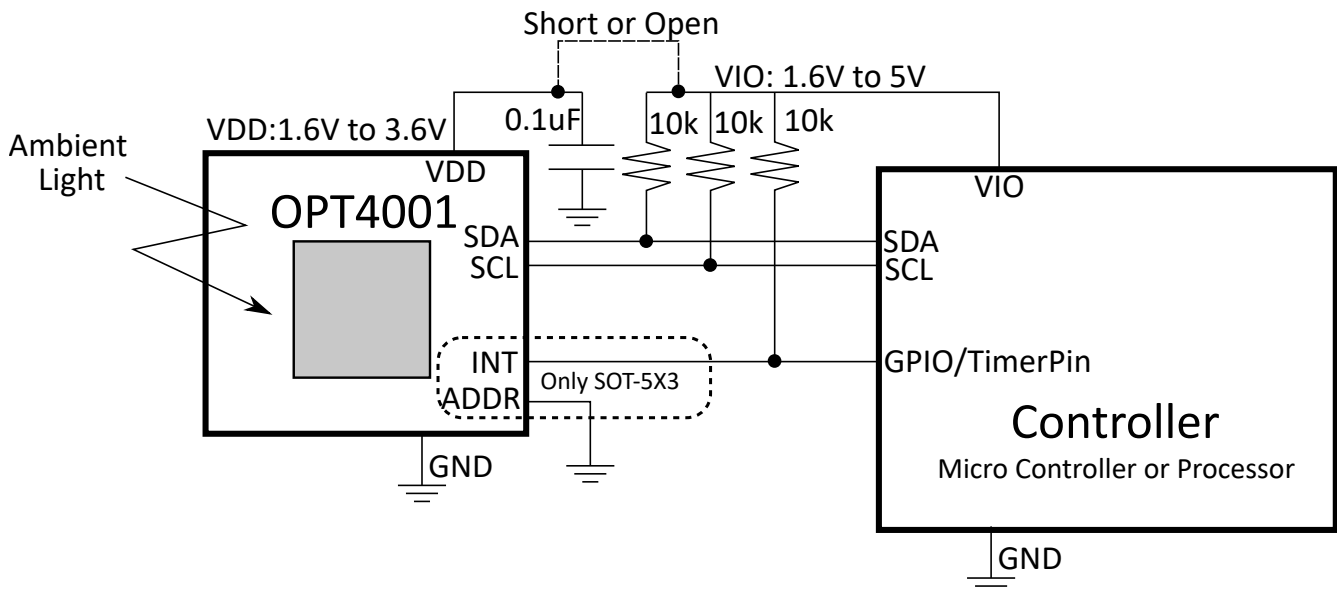 Short or Open
VIO: 1.6V to 5V
0.1uF
10k
10k
10k
VDD:1.6V to 3.6V
Ambient
Light
VDD
VIO
OPT4001
SDA
SCL
SDA
SCL
INT
ADDR
Only SOT-5X3
GPIO/TimerPin
Controller
Micro Controller or Processor
GND
GND